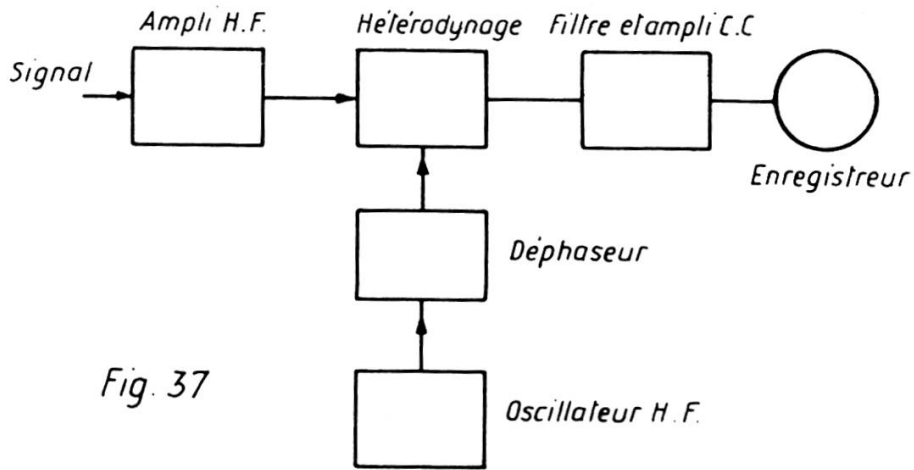 Ampli H.F.
Hétérodynage
Filtre et ampli C.C
Signal
Enregistreur
Déphaseur
Fig. 37
Oscillateur H.F.